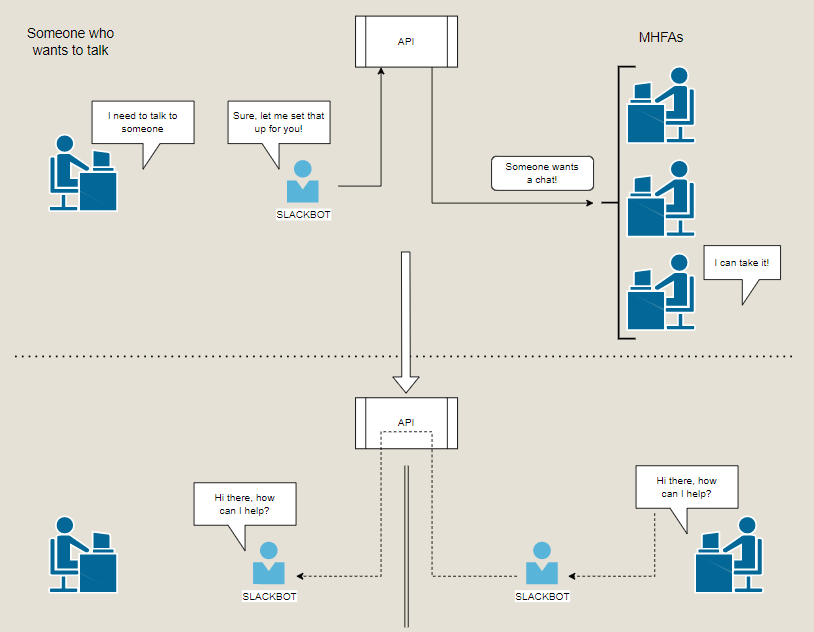 Someone who
wants to talk
API
MHFAs
I need to talk to
someone
Sure, let me set that
up for you!
SLACKBOT
Someone wants
a chat!
I can take it!
API
Hi there, how
can I help?
SLACKBOT
SLACKBOT
Hi there, how
can I help?